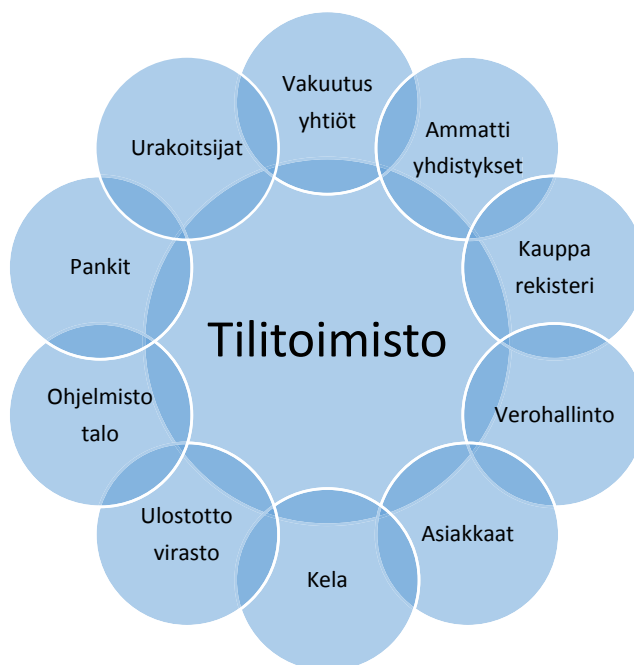 Vakuutus
yhtiöt
Ammatti
yhdistykset
Kauppa
rekisteri
Verohallinto
Asiakkaat
Kela
Ulostotto
virasto
Ohjelmisto
talo
Pankit
Urakoitsijat
Tilitoimisto